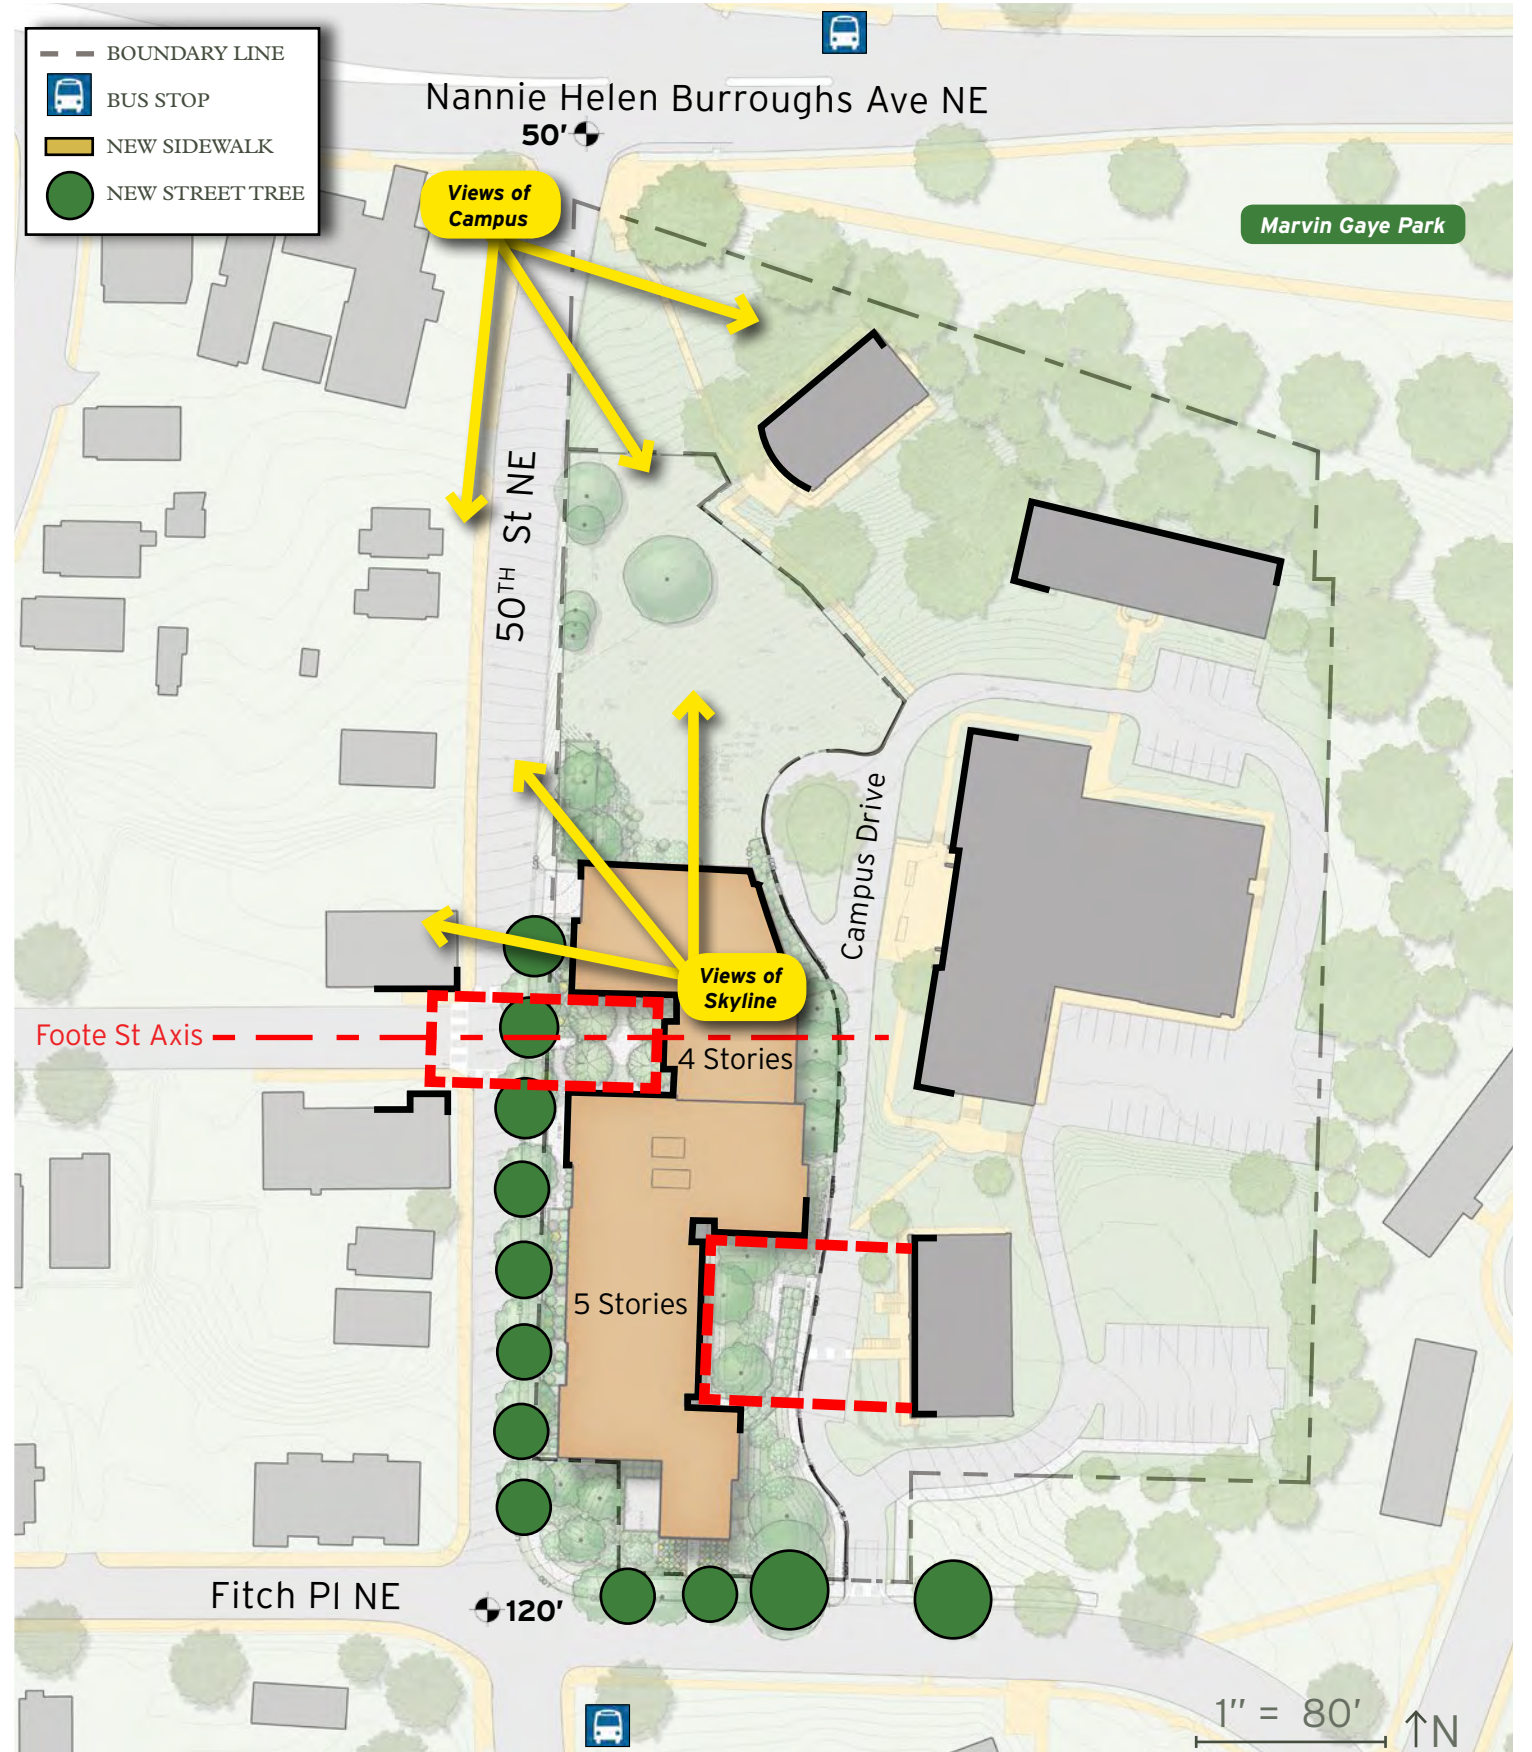 BOUNDARY LINE
BUS STOP
NEW SIDEWALK
NEW STREET TREE
Nannie Helen Burroughs Ave NE
50'
Views of
Campus
Marvin Gaye Park
50TH St NE
Campus Drive
Views of
Skyline
Foote St Axis
4 Stories
5 Stories
Fitch Pl NE
120'
1" = 80'
↑N